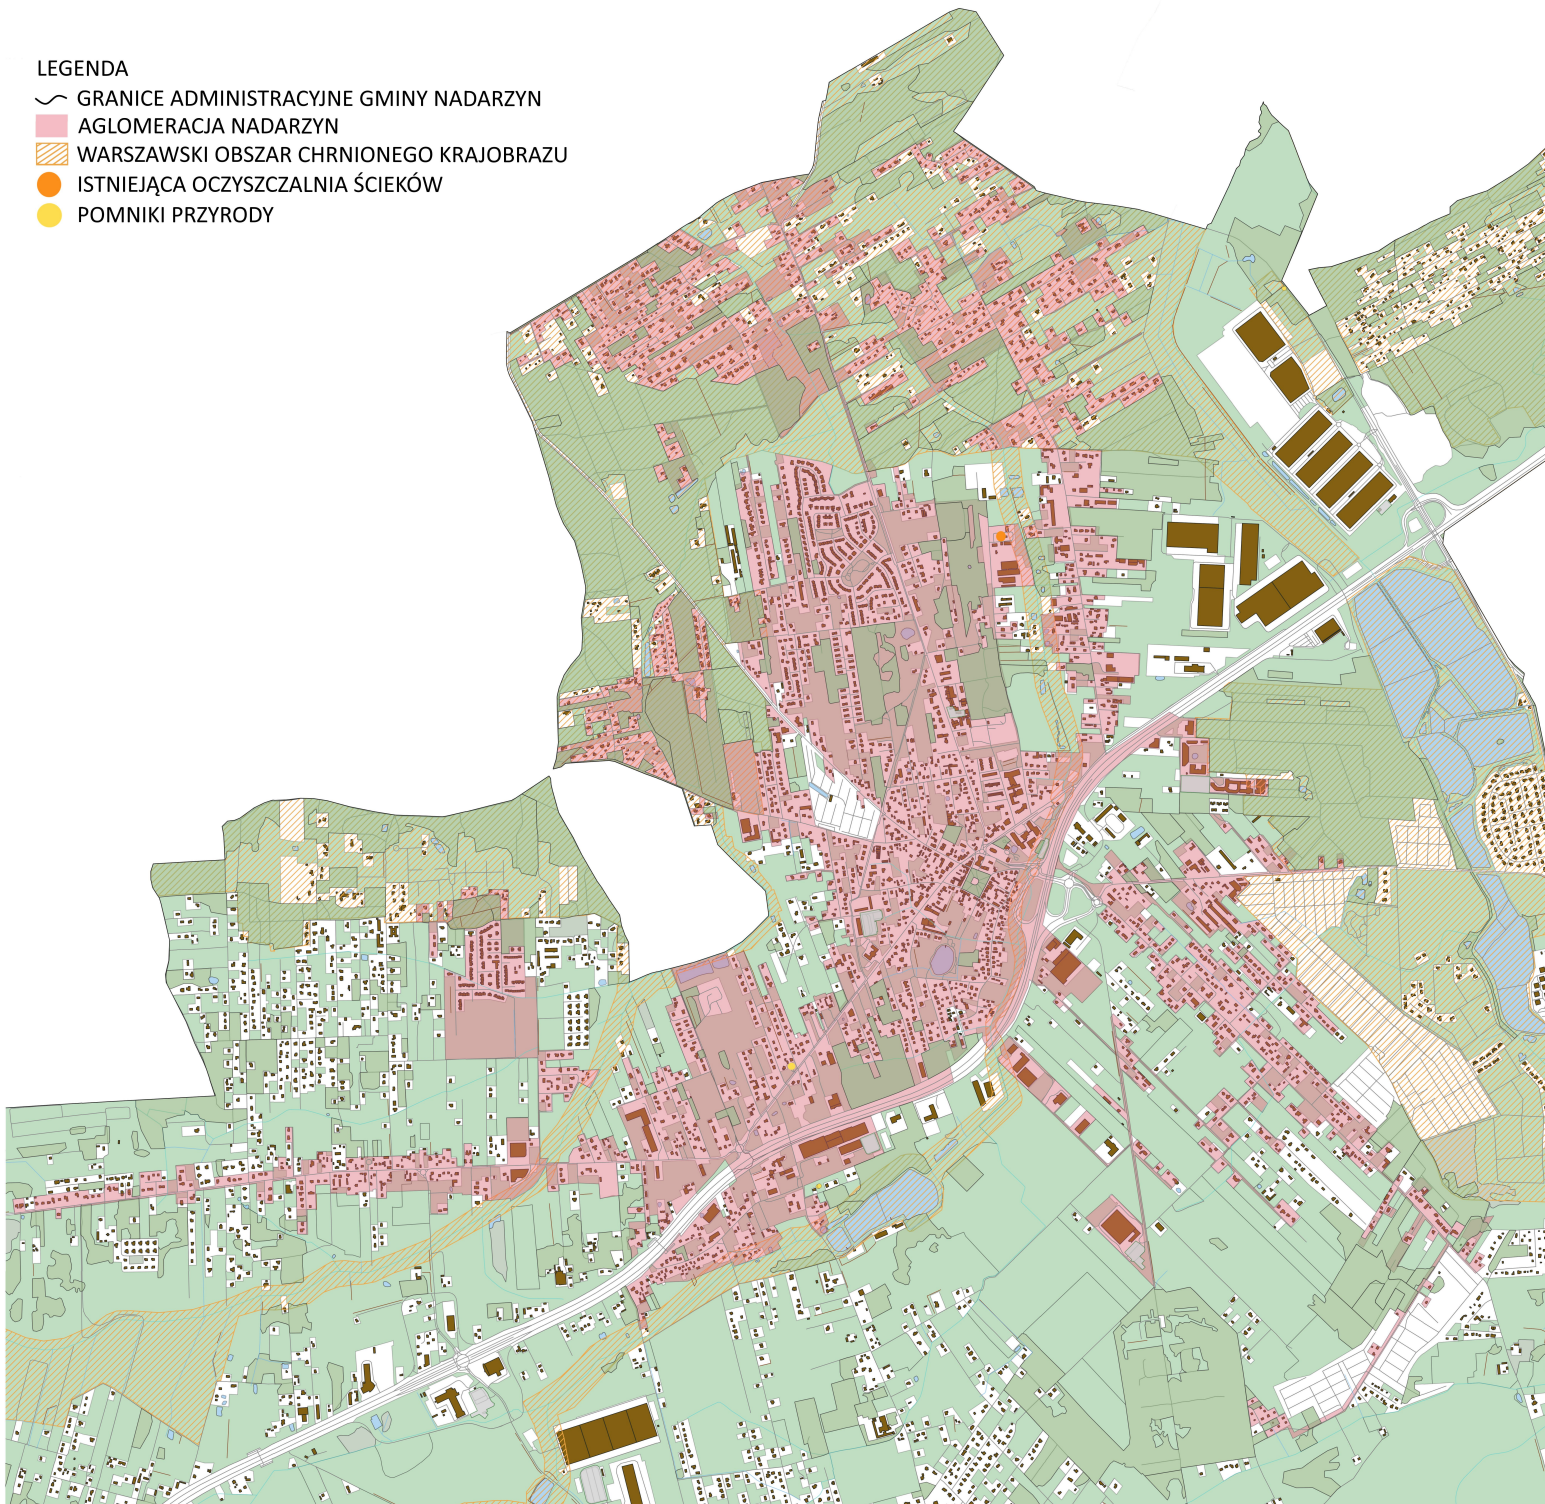 LEGENDA
GRANICE ADMINISTRACYJNE GMINY NADARZYN
AGLOMERACJA NADARZYN
WARSZAWSKI OBSZAR CHRNIONEGO KRAJOBRAZU
ISTNIEJĄCA OCZYSZCZALNIA ŚCIEKÓW
POMNIKI PRZYRODY